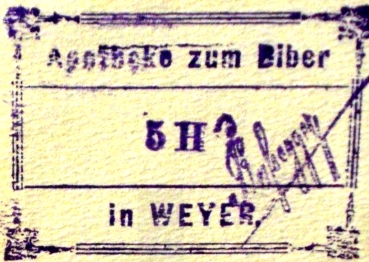 Apotheke zum Biber
5 H
in WEYER.